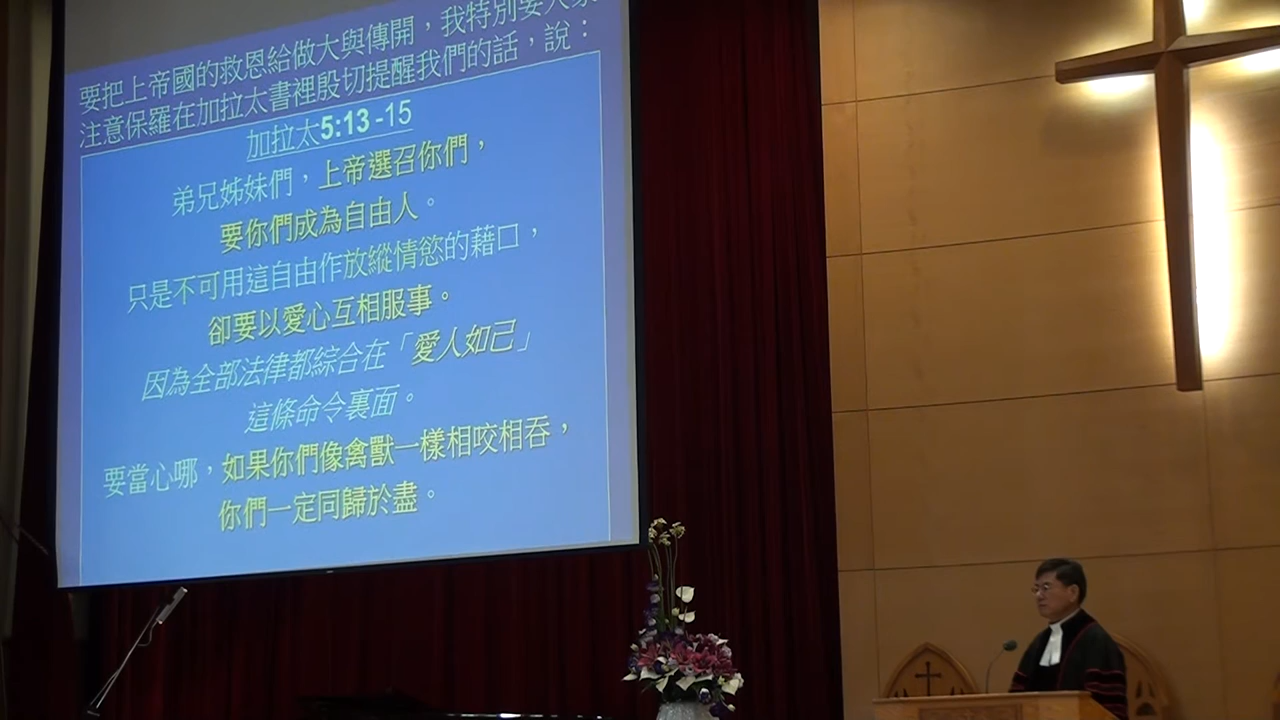 要把上帝國的救恩給做大與傳開，我特別要大家
注意保羅在加拉太書裡殷切提醒我們的話，說：
加拉太5:13 -15
弟兄姊妹們，上帝選召你們，
要你們成為自由人。
只是不可用這自由作放縱情慾的藉口，
卻要以愛心互相服事。
因為全部法律都綜合在「愛人如己」
這條命令裏面。
要當心哪，如果你們像禽獸一樣相咬相吞，
你們一定同歸於盡。